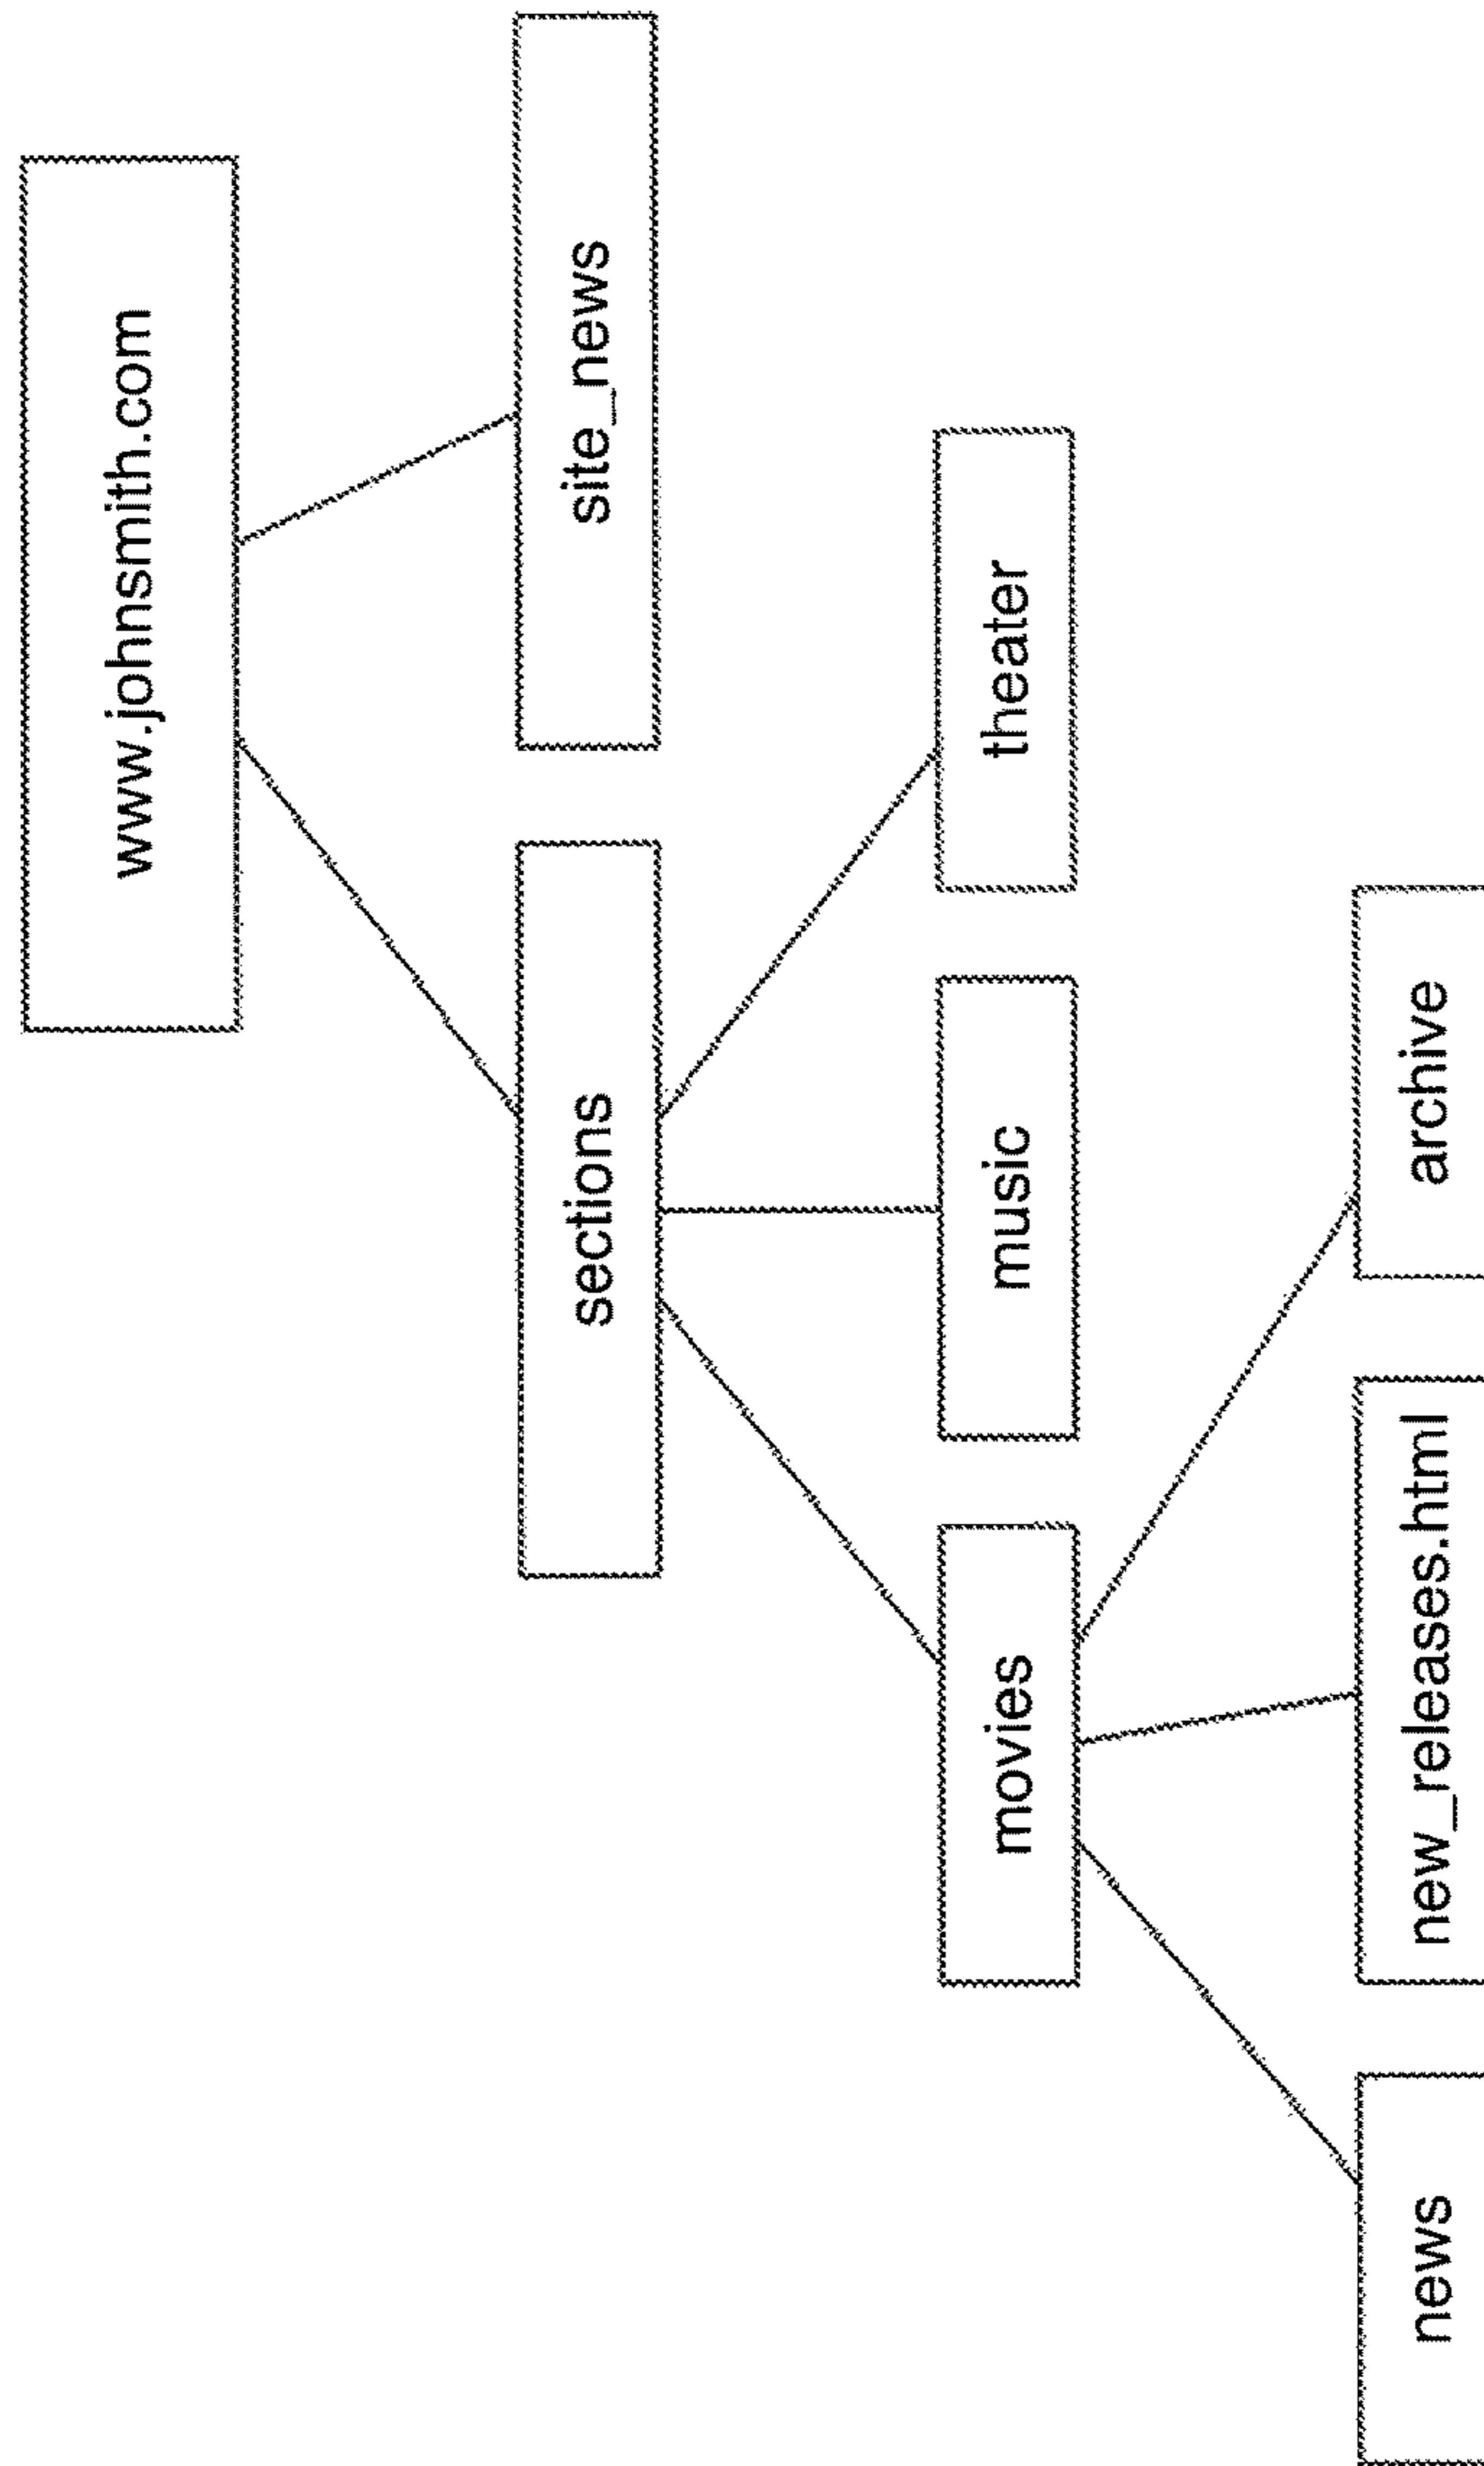 www.johnsmith.com
sections
site_news
movies
music
theater
news
new_releases.html
archive